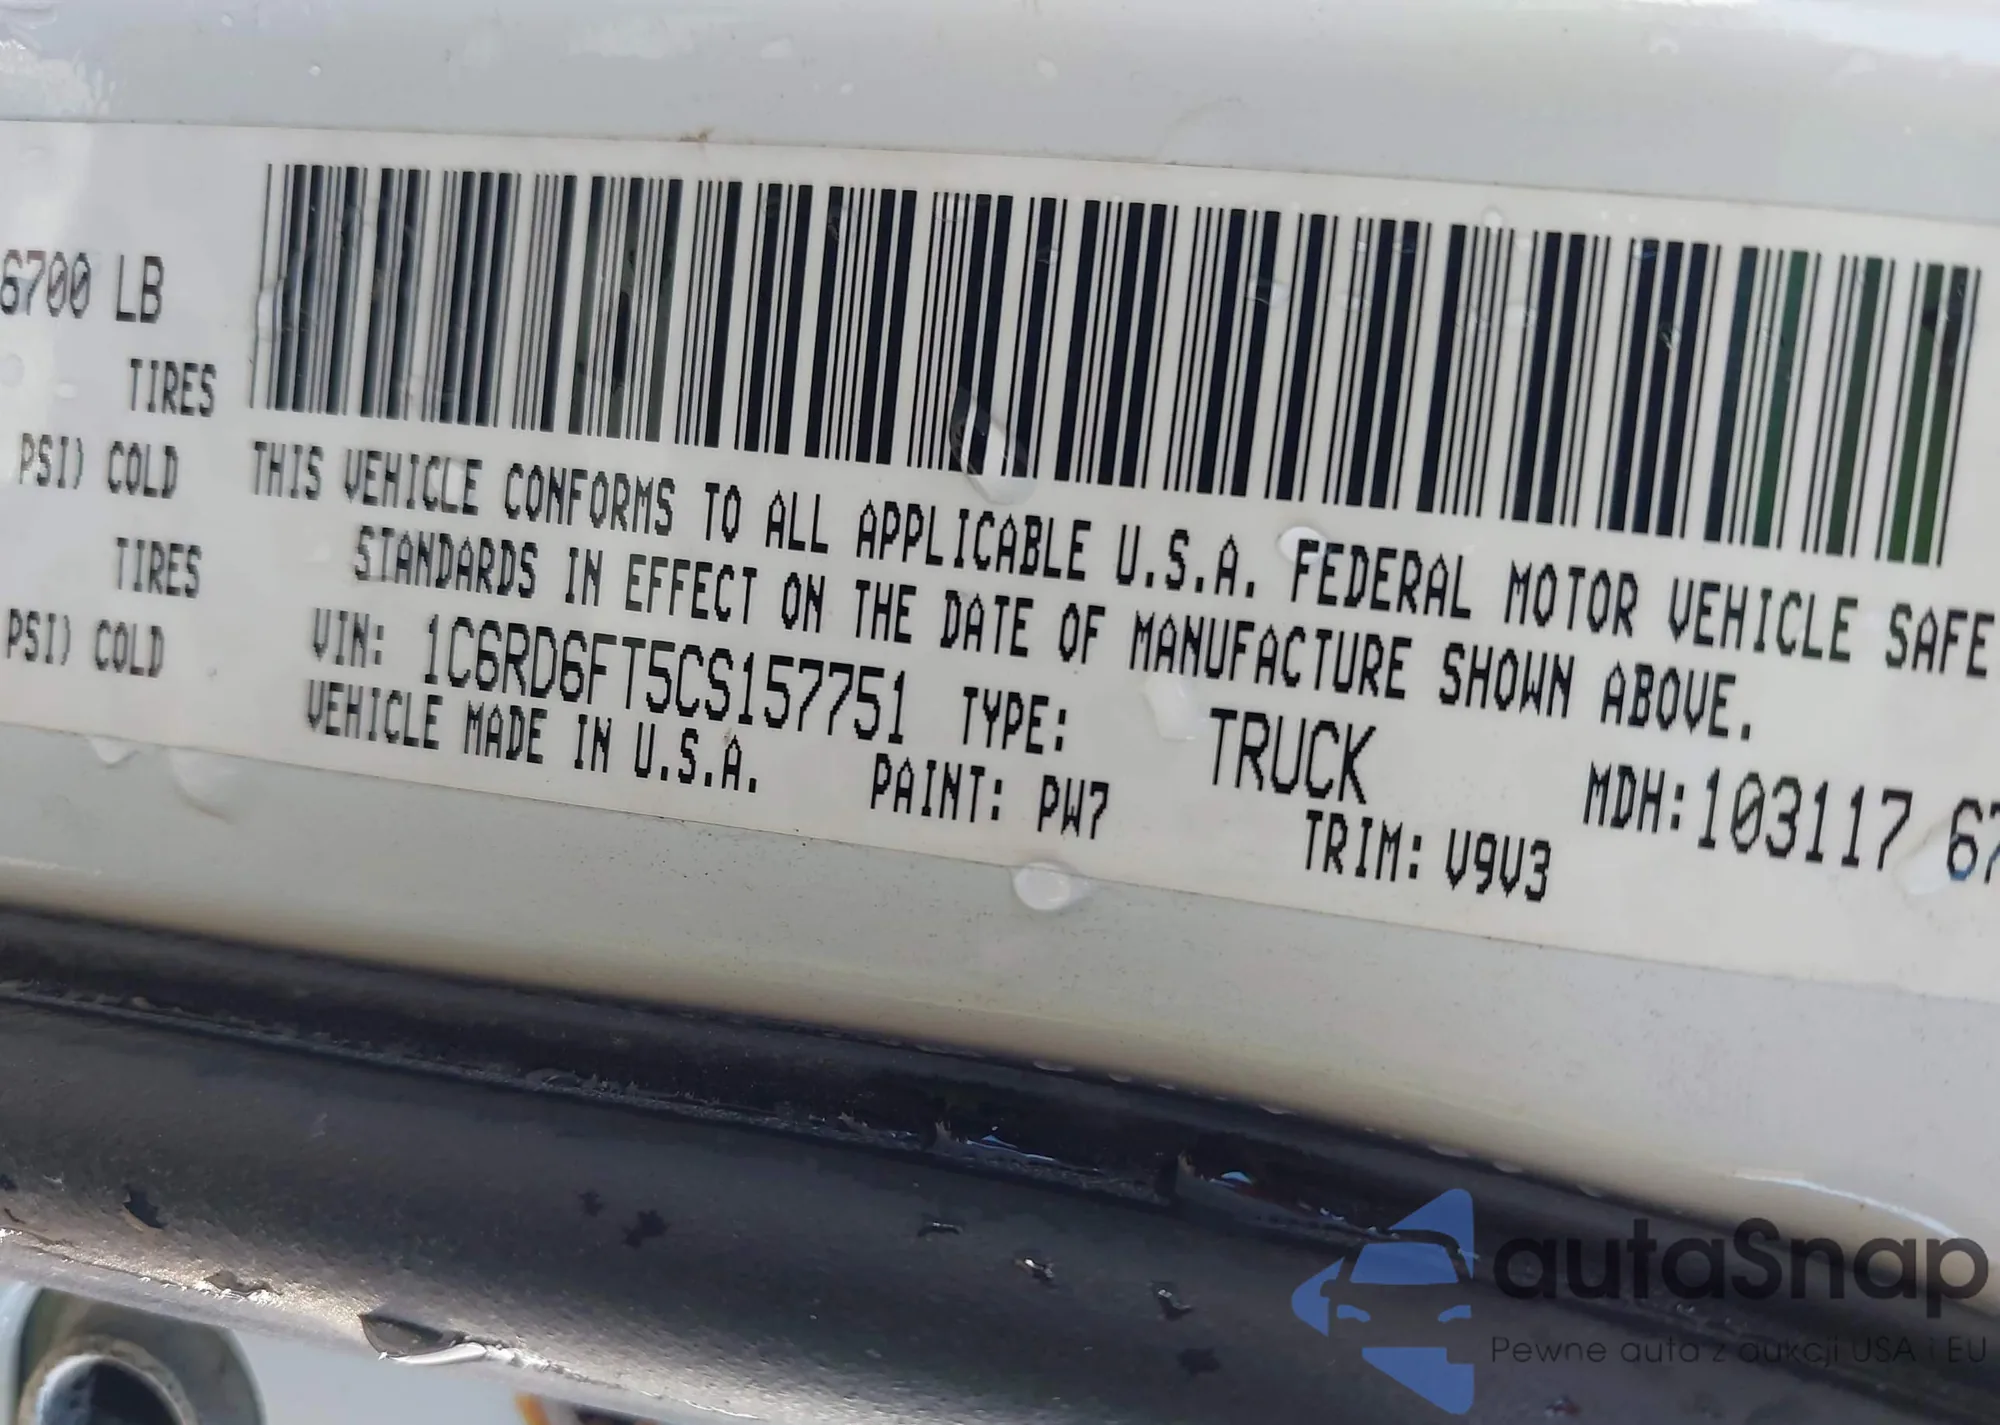 6700 LB
TIRES
PSI) COLD
TIRES
PSI) COLD
THIS VEHICLE CONFORMS TO ALL APPLICABLE U.S.A. FEDERAL MOTOR VEHICLE SAFE
STANDARDS IN EFFECT ON THE DATE OF MANUFACTURE SHOWN ABOVE.
VIN: 1C6RD6FT5CS157751 TYPE: TRUCK MDH:103117 67
VEHICLE MADE IN U.S.A. PAINT: PW7 TRIM: V9V3
autaSnap
Pewne auta z aukcji USA i EU